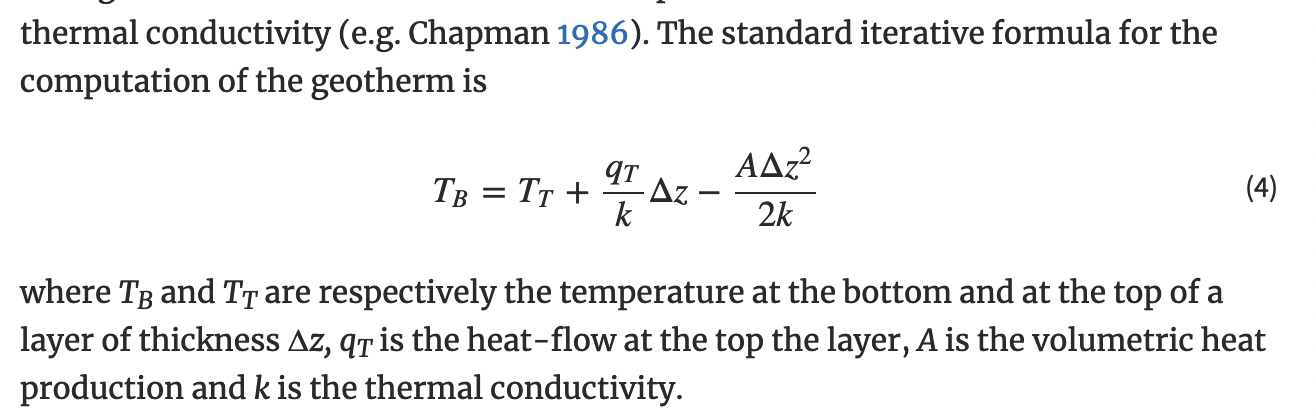 thermal conductivity (e.g. Chapman 1986). The standard iterative formula for the
computation of the geotherm is
T_B = T_T + \frac{q_T}{k} Δz − \frac{AΔz^2}{2k} (4)
where T_B and T_T are respectively the temperature at the bottom and at the top of a
layer of thickness Δz, q_T is the heat-flow at the top the layer, A is the volumetric heat
production and k is the thermal conductivity.